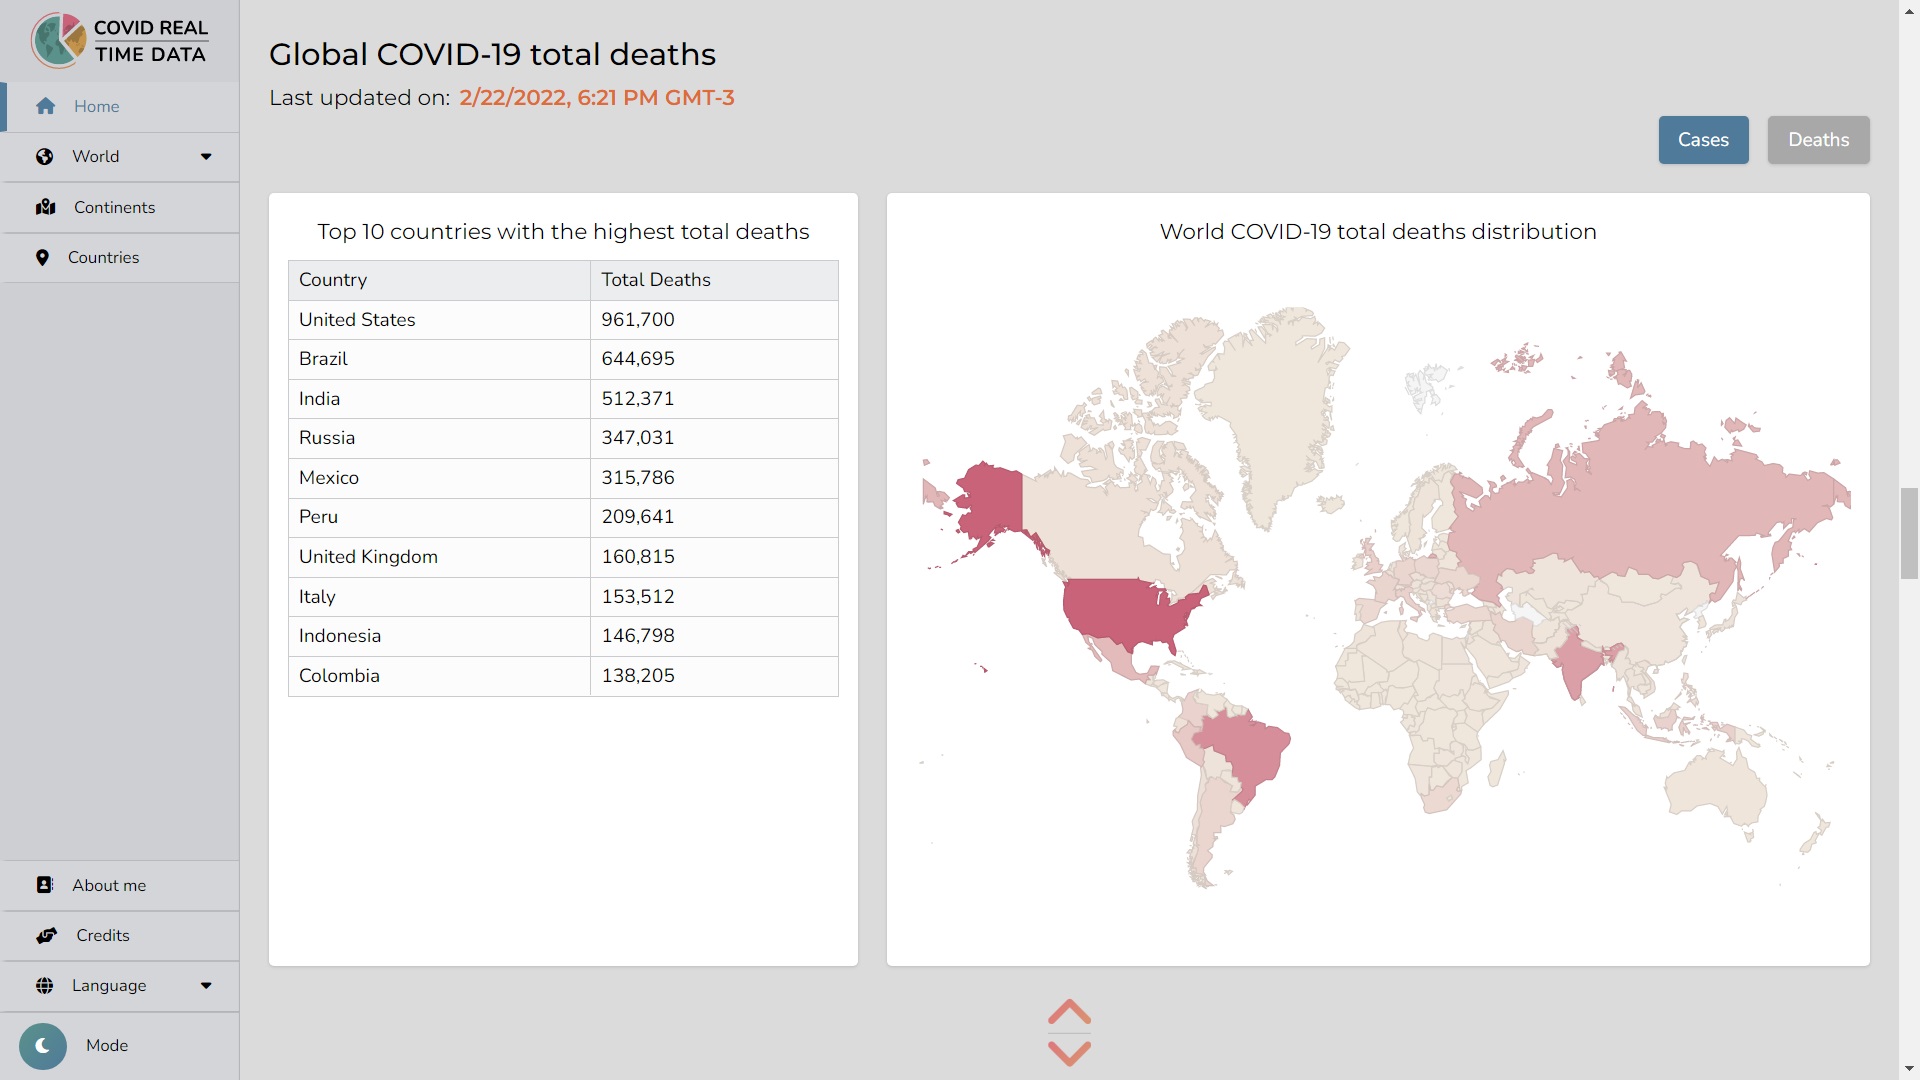 COVID REAL
TIME DATA
Home
World
Continents
Countries
About me
Credits
Language
Mode
Global COVID-19 total deaths
Last updated on: 2/22/2022, 6:21 PM GMT-3
Cases
Deaths
Top 10 countries with the highest total deaths
Country Total Deaths
United States 961,700
Brazil 644,695
India 512,371
Russia 347,031
Mexico 315,786
Peru 209,641
United Kingdom 160,815
Italy 153,512
Indonesia 146,798
Colombia 138,205
World COVID-19 total deaths distribution